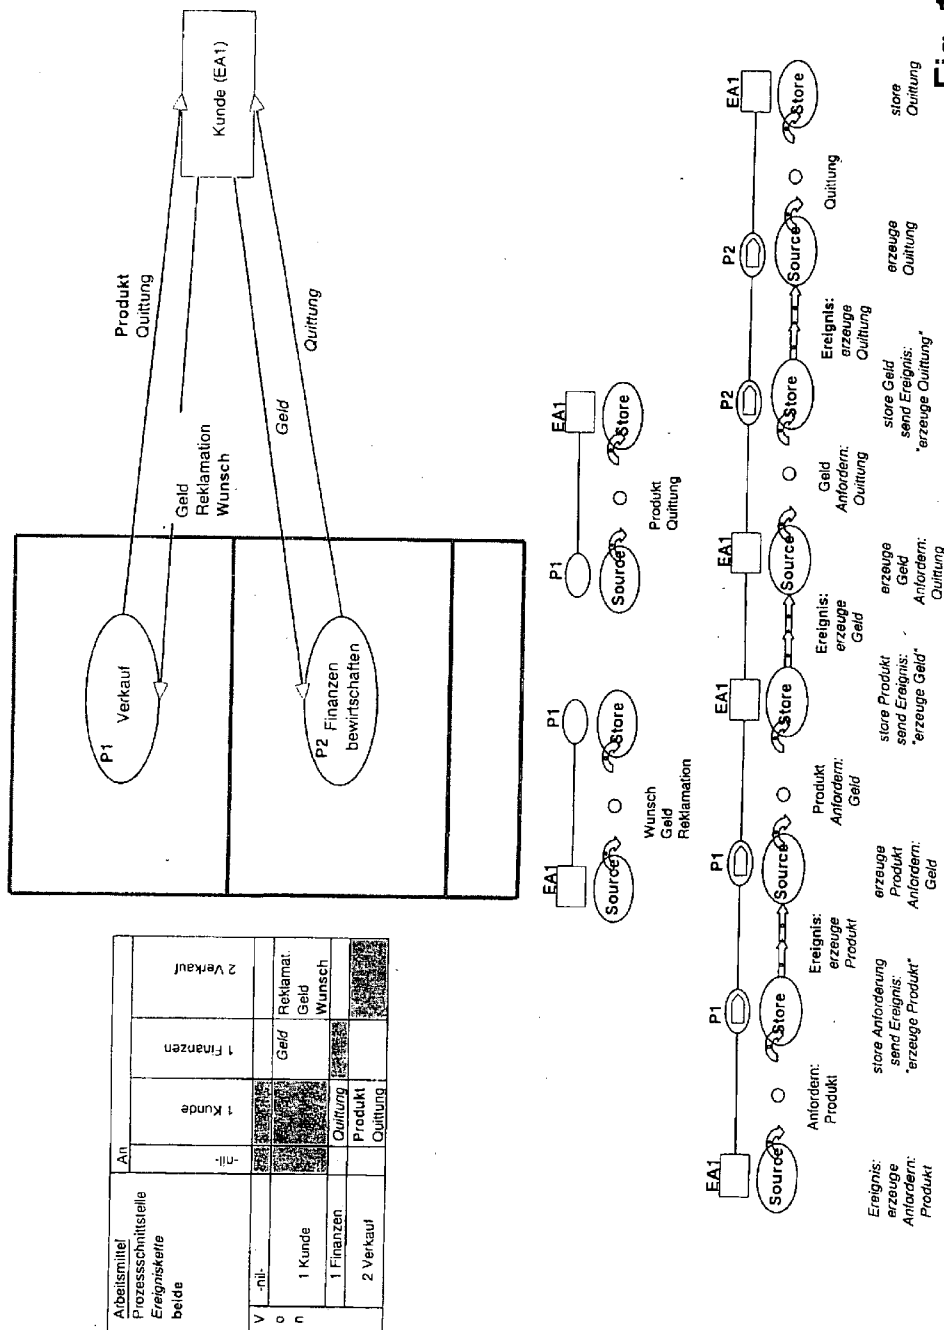 Arbeitsmittel
Prozessschnittstelle
Ereigniskette
beide
An
-nil-
1 Kunde
1 Finanzen
2 Verkauf
V
o
n
-nil-
1 Kunde
Geld
Reklamat.
Geld
Wunsch
1 Finanzen
Quittung
2 Verkauf
Produkt
Quittung
P1
Verkauf
P2 Finanzen
bewirtschaften
Produkt
Quittung
Geld
Reklamation
Wunsch
Geld
Quittung
Kunde (EA1)
EA1
P1
Source
Store
Wunsch
Geld
Reklamation
P1
EA1
Source
Store
Produkt
Quittung
EA1
P1
P1
EA1
EA1
P2
P2
EA1
Source
Store
Source
Store
Source
Store
Source
Store
Anfordern:
Produkt
Ereignis:
erzeuge
Produkt
Produkt
Anfordern:
Geld
Ereignis:
erzeuge
Geld
Geld
Anfordern:
Quittung
Ereignis:
erzeuge
Quittung
Quittung
Ereignis:
erzeuge
Anfordern:
Produkt
store Anforderung
send Ereignis:
"erzeuge Produkt"
erzeuge
Produkt
Anfordern:
Geld
store Produkt
send Ereignis:
"erzeuge Geld"
erzeuge
Geld
Anfordern:
Quittung
store Geld
send Ereignis:
"erzeuge Quittung"
erzeuge
Quittung
store
Quittung